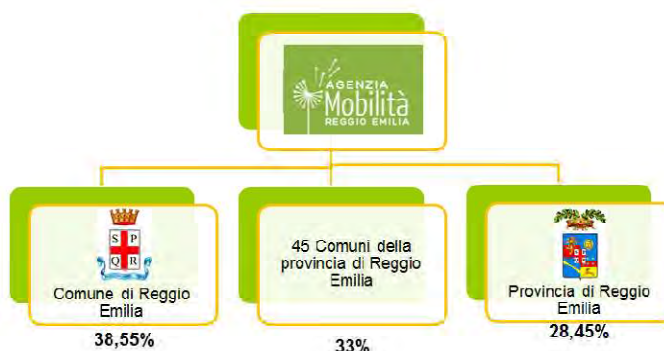 AGENZIA
Mobilità
REGGIO EMILIA
S P
Q R
Comune di Reggio
Emilia
38,55%
45 Comuni della
provincia di Reggio
Emilia
33%
Provincia di Reggio
Emilia
28,45%